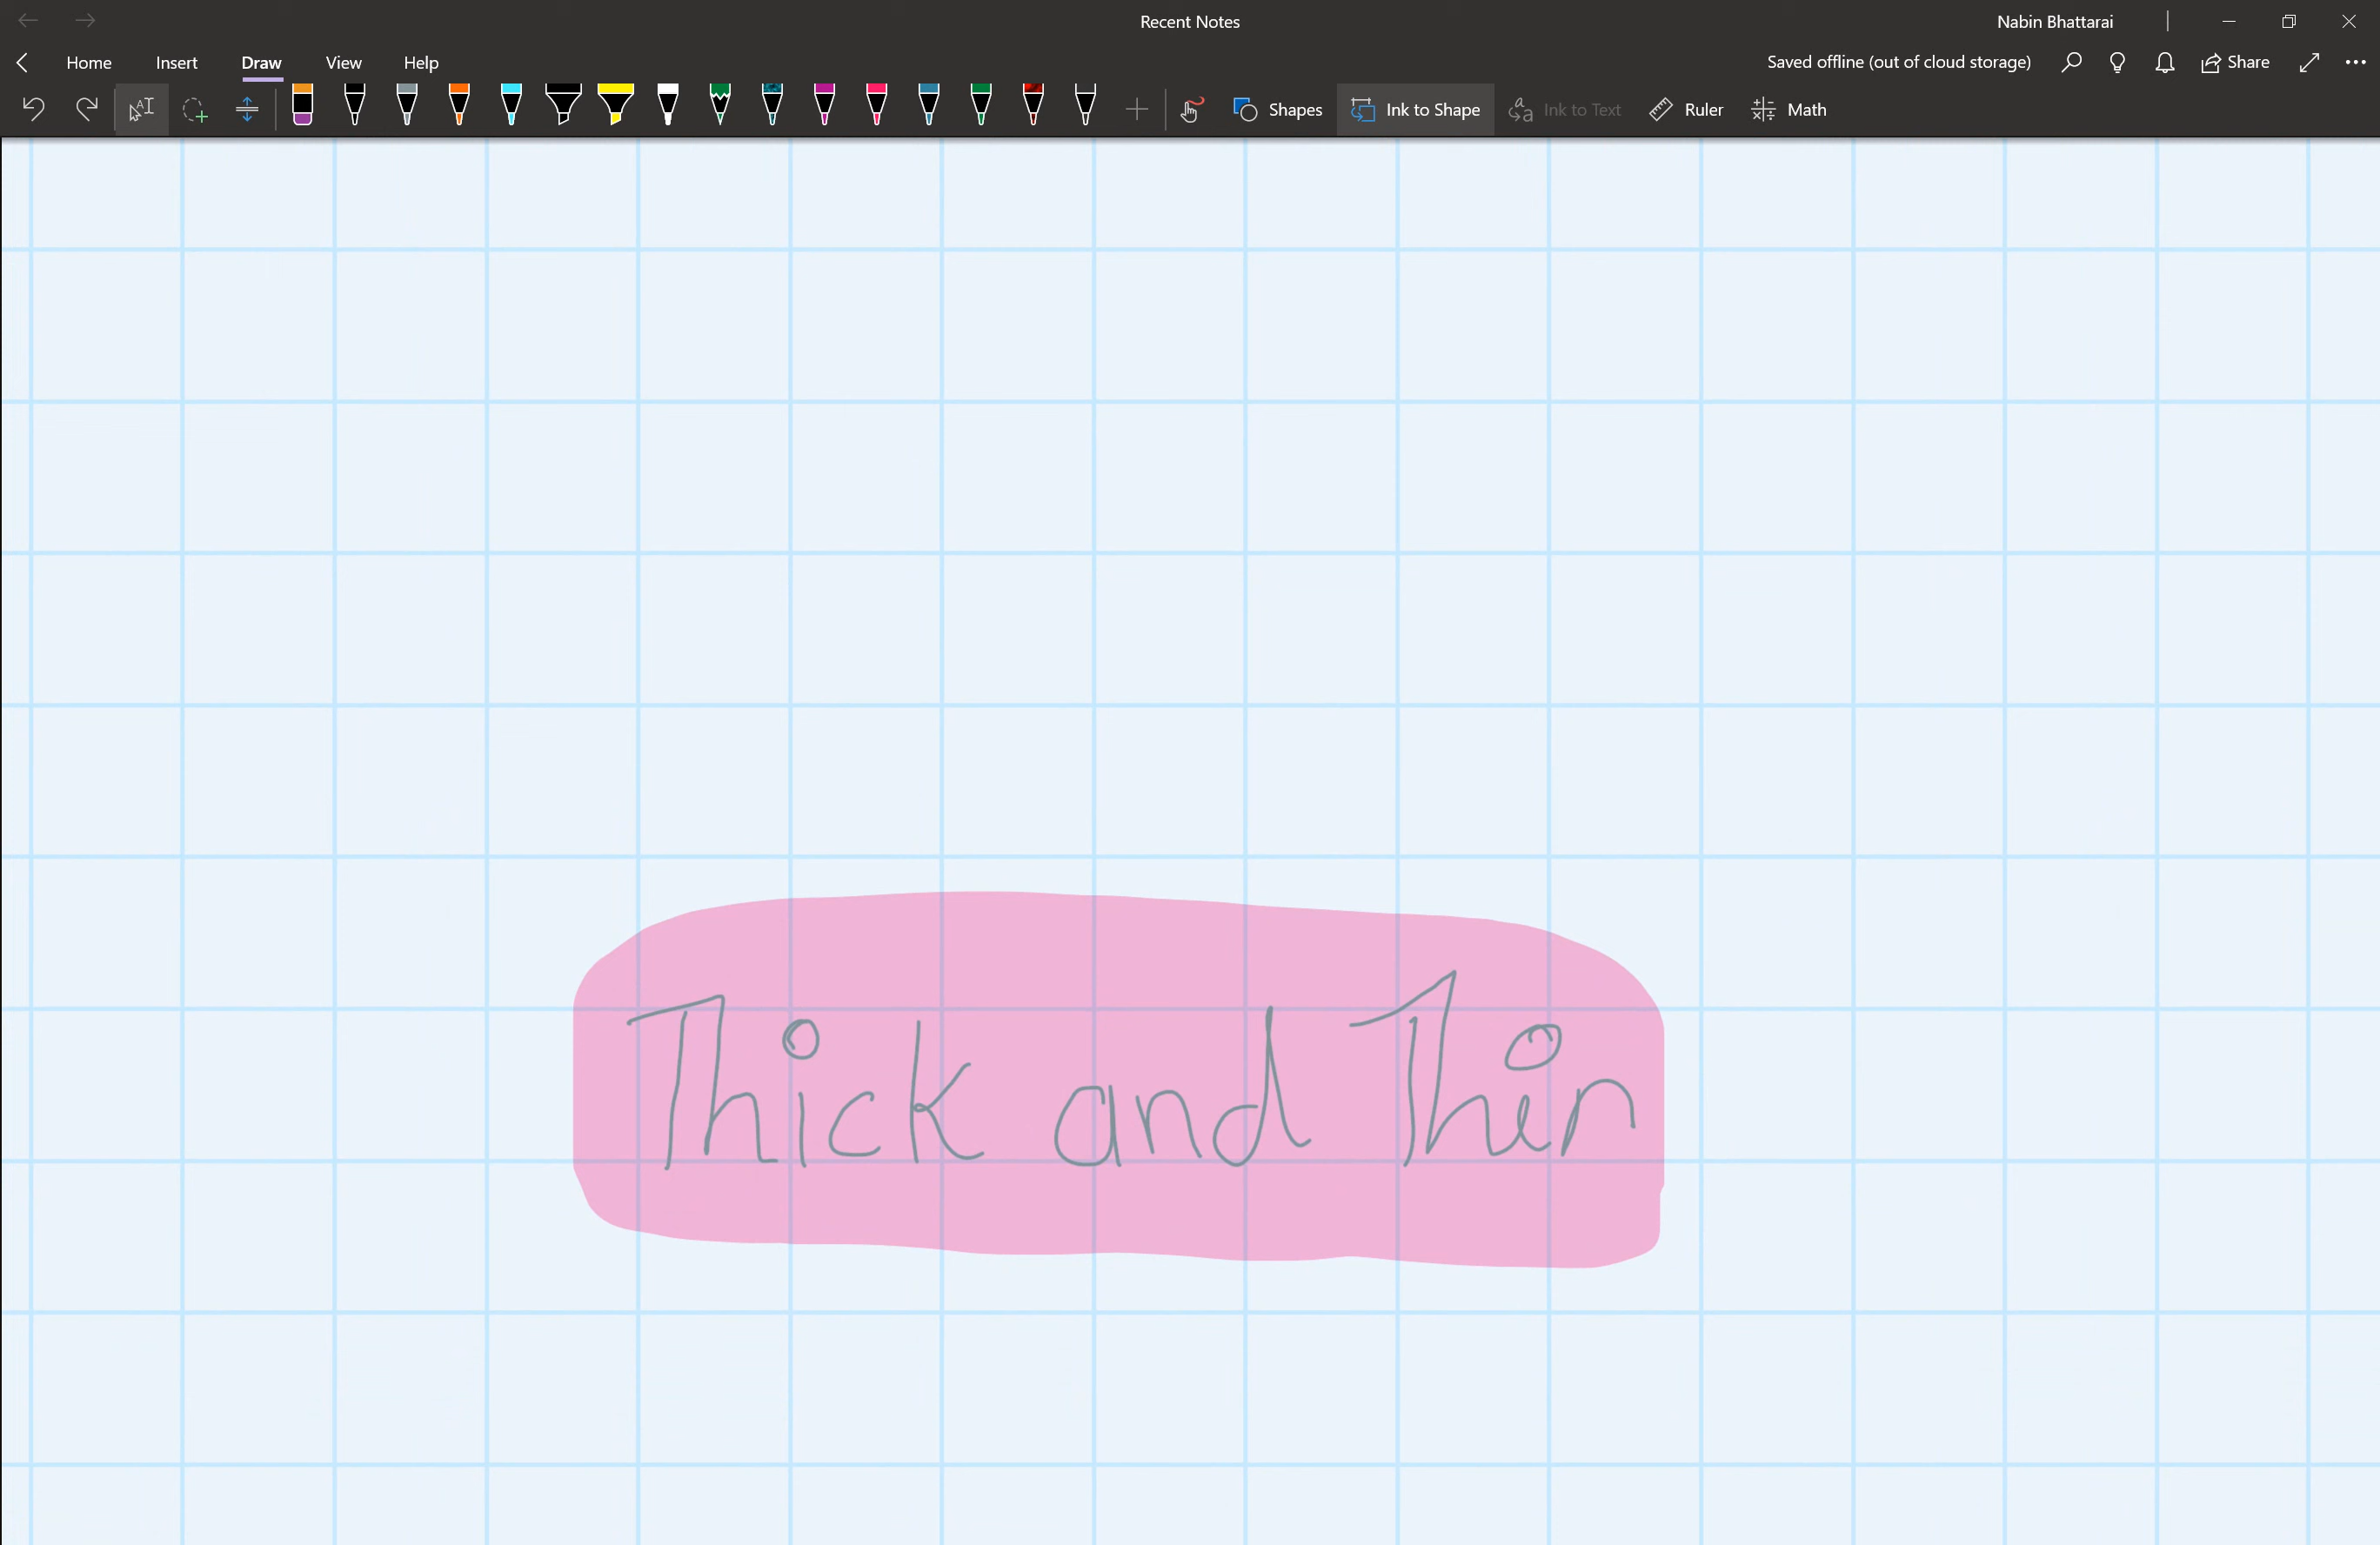 Recent Notes Nabin Bhattarai
Home Insert Draw View Help Saved offline (out of cloud storage) Share
Shapes Ink to Shape Ink to Text Ruler Math
Thick and Thin